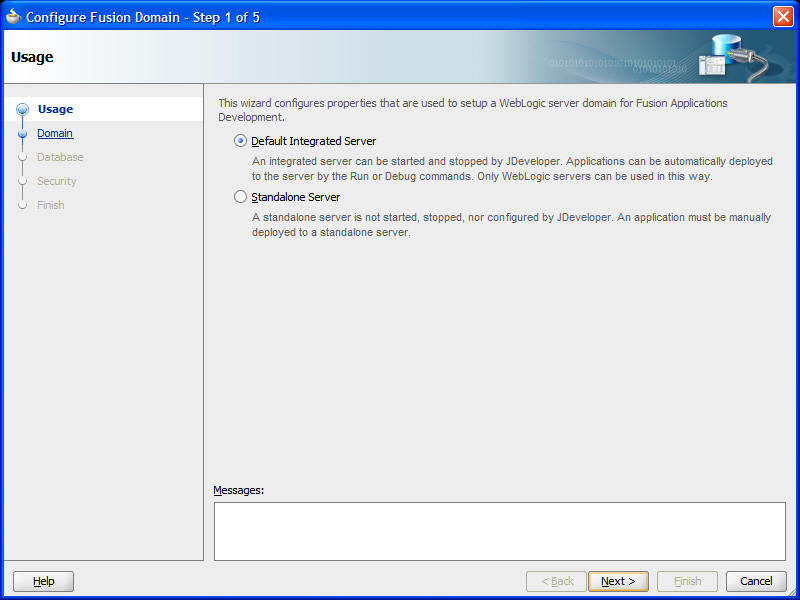 Configure Fusion Domain - Step 1 of 5
Usage
Usage
Domain
Database
Security
Finish
This wizard configures properties that are used to setup a WebLogic server domain for Fusion Applications
Development.
Default Integrated Server
An integrated server can be started and stopped by JDeveloper. Applications can be automatically deployed
to the server by the Run or Debug commands. Only WebLogic servers can be used in this way.
Standalone Server
A standalone server is not started, stopped, nor configured by JDeveloper. An application must be manually
deployed to a standalone server.
Messages:
Help
< Back
Next >
Finish
Cancel